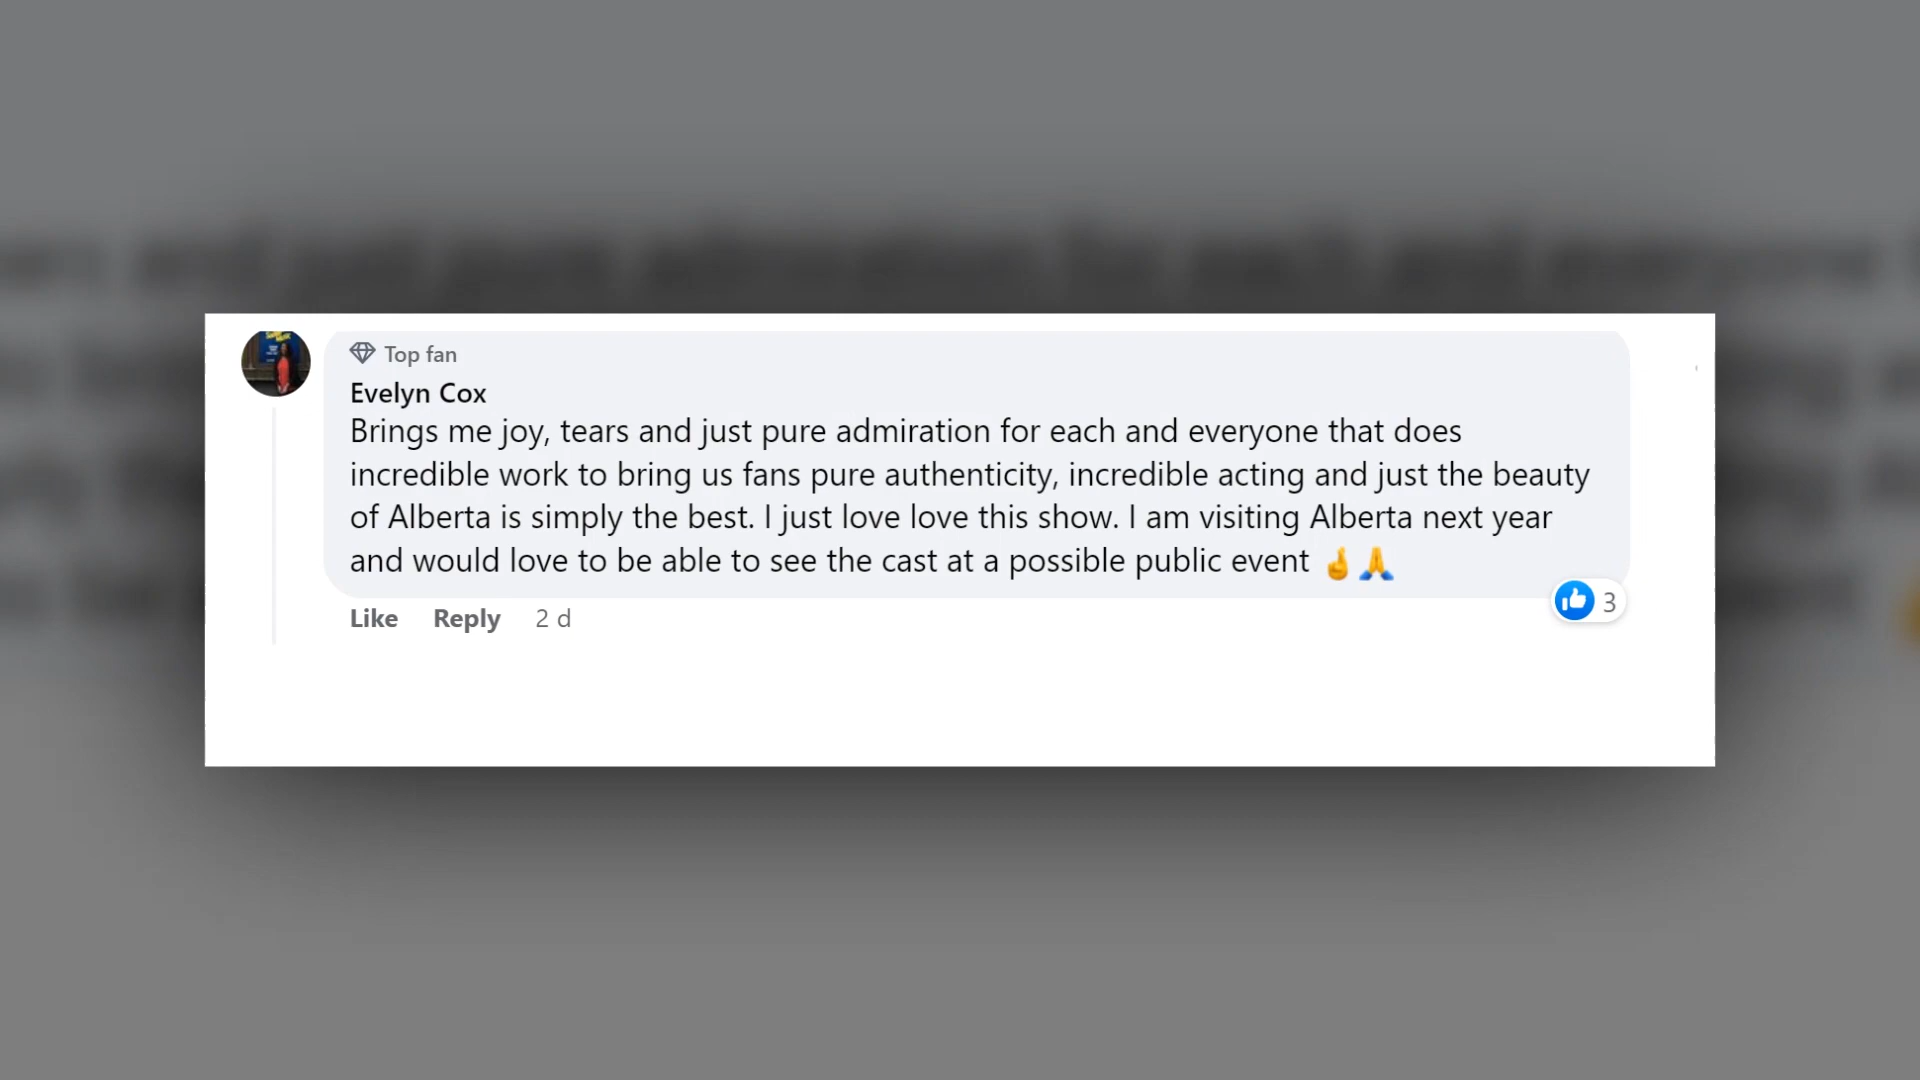 Top fan
Evelyn Cox
Brings me joy, tears and just pure admiration for each and everyone that does
incredible work to bring us fans pure authenticity, incredible acting and just the beauty
of Alberta is simply the best. I just love love this show. I am visiting Alberta next year
and would love to be able to see the cast at a possible public event 🤞🙏
Like Reply 2 d
3